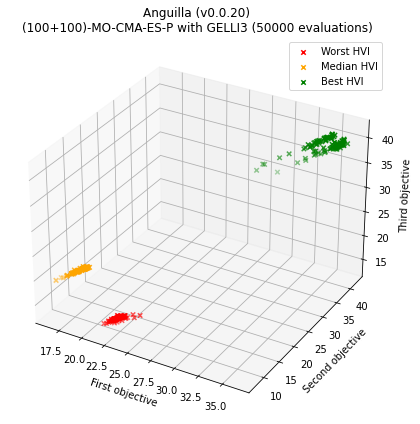 Anguilla (v0.0.20)
(100+100)-MO-CMA-ES-P with GELLI3 (50000 evaluations)
Worst HVI
Median HVI
Best HVI
40
35
30
25
20
15
Third objective
17.5
20.0
22.5
25.0
27.5
30.0
32.5
35.0
First objective
10
15
20
25
30
35
40
Second objective